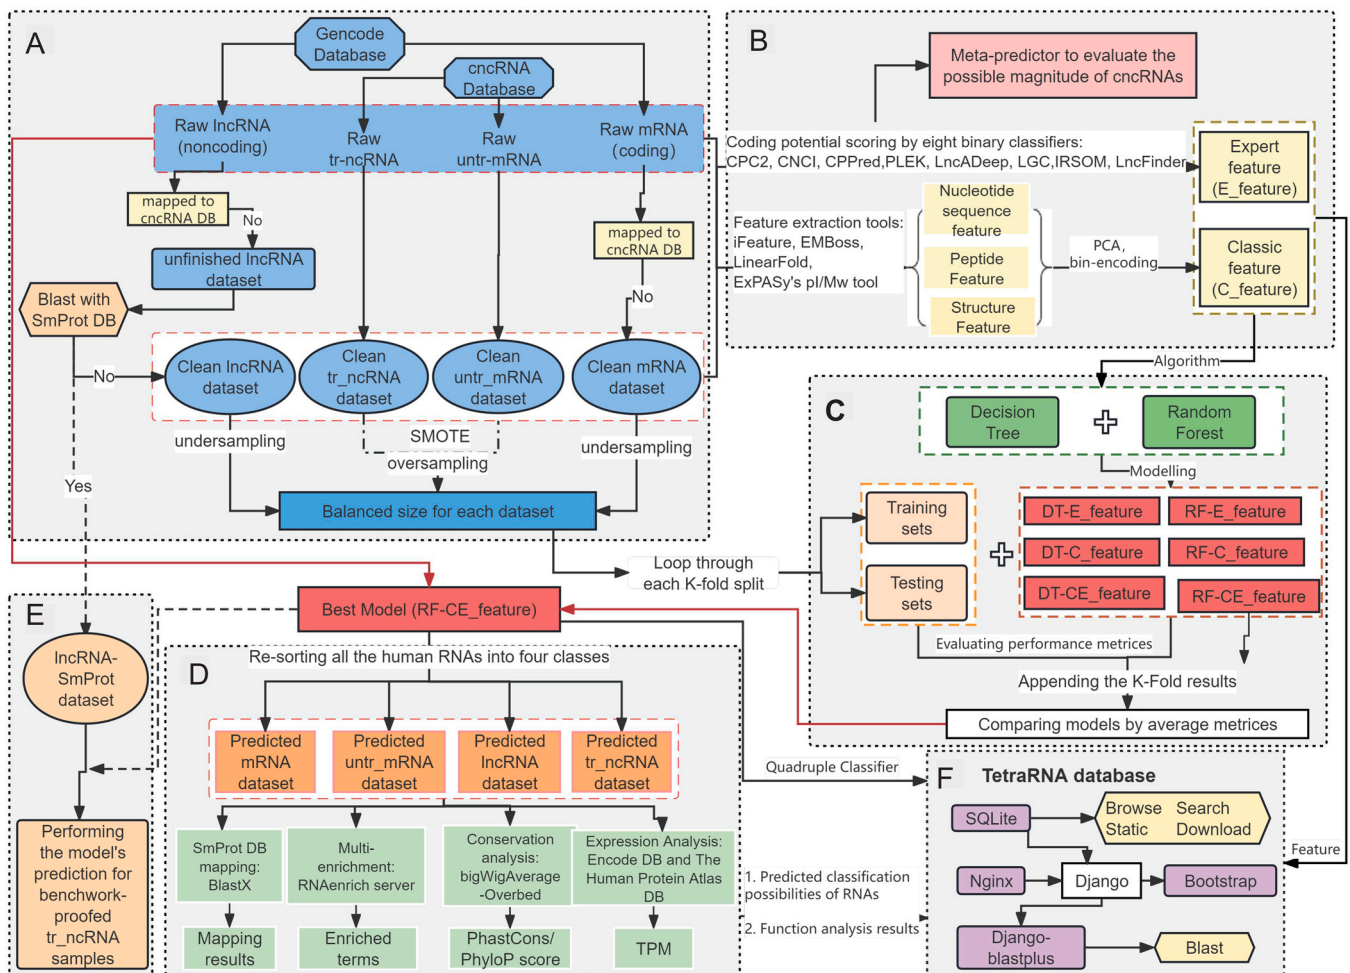 A
Gencode
Database
cncRNA
Database
Raw lncRNA
(noncoding)
Raw
tr-ncRNA
Raw
untr-mRNA
Raw mRNA
(coding)
mapped to
cncRNA DB
No
unfinished lncRNA
dataset
mapped to
cncRNA DB
No
Blast with
SmProt DB
No
Clean lncRNA
dataset
Clean
tr_ncRNA
dataset
Clean
untr_mRNA
dataset
Clean mRNA
dataset
undersampling
SMOTE
oversampling
undersampling
Yes
Balanced size for each dataset
B
Meta-predictor to evaluate the
possible magnitude of cncRNAs
Coding potential scoring by eight binary classifiers:
CPC2, CNCI, CPPred,PLEK, LncADeep, LGC,IRSOM, LncFinder
Expert
feature
(E_feature)
Feature extraction tools:
iFeature, EMBoss,
LinearFold,
ExPASy's pI/Mw tool
Nucleotide
sequence
feature
Peptide
Feature
Structure
Feature
PCA,
bin-encoding
Classic
feature
(C_feature)
Algorithm
C
Decision
Tree
Random
Forest
Modelling
Training
sets
Testing
sets
DT-E_feature
RF-E_feature
DT-C_feature
RF-C_feature
DT-CE_feature
RF-CE_feature
Loop through
each K-fold split
Evaluating performance metrices
Appending the K-Fold results
Comparing models by average metrices
Best Model (RF-CE_feature)
E
lncRNA-
SmProt
dataset
Performing
the model's
prediction for
benchwork-
proofed
tr_ncRNA
samples
D
Re-sorting all the human RNAs into four classes
Predicted
mRNA
dataset
Predicted
untr_mRNA
dataset
Predicted
lncRNA
dataset
Predicted
tr_ncRNA
dataset
SmProt DB
mapping:
BlastX
Multi-
enrichment:
RNAenrich server
Conservation
analysis:
bigWigAverage
-Overbed
Expression Analysis:
Encode DB and The
Human Protein Atlas
DB
Mapping
results
Enriched
terms
PhastCons/
PhyloP score
TPM
Quadruple Classifier
1. Predicted classification
possibilities of RNAs
2. Function analysis results
F
TetraRNA database
SQLite
Browse Search
Static Download
Nginx
Django
Bootstrap
Django-
blastplus
Blast
Feature